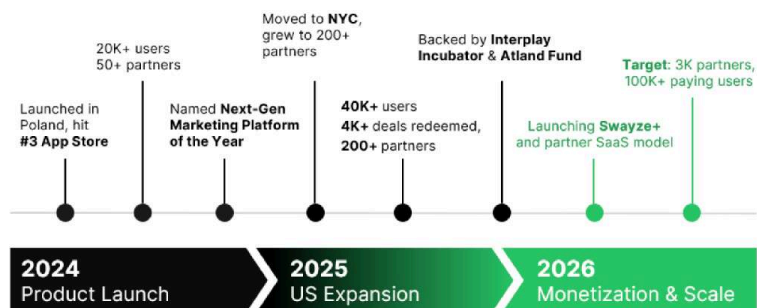 Launched in
Poland, hit
#3 App Store
20K+ users
50+ partners
Named Next-Gen
Marketing Platform
of the Year
Moved to NYC,
grew to 200+
partners
40K+ users
4K+ deals redeemed,
200+ partners
Backed by Interplay
Incubator & Atland Fund
Launching Swayze+
and partner SaaS model
Target: 3K partners,
100K+ paying users
2024
Product Launch
2025
US Expansion
2026
Monetization & Scale